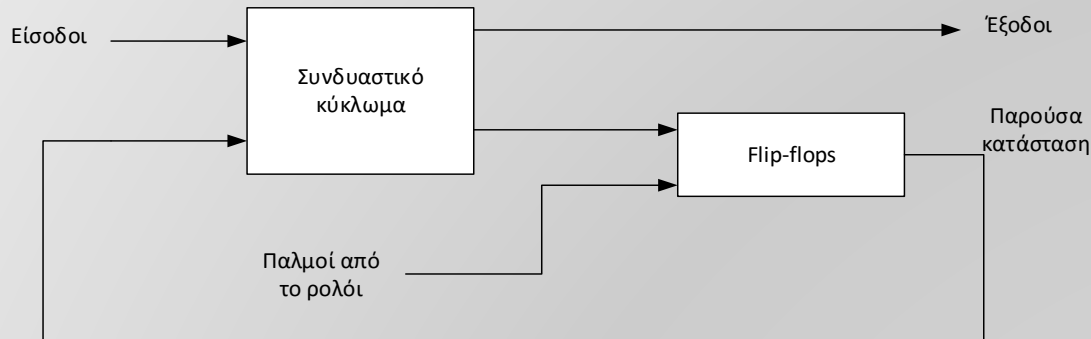 Είσοδοι
Έξοδοι
Συνδυαστικό
κύκλωμα
Παρούσα
κατάσταση
Flip-flops
Παλμοί από
το ρολόι